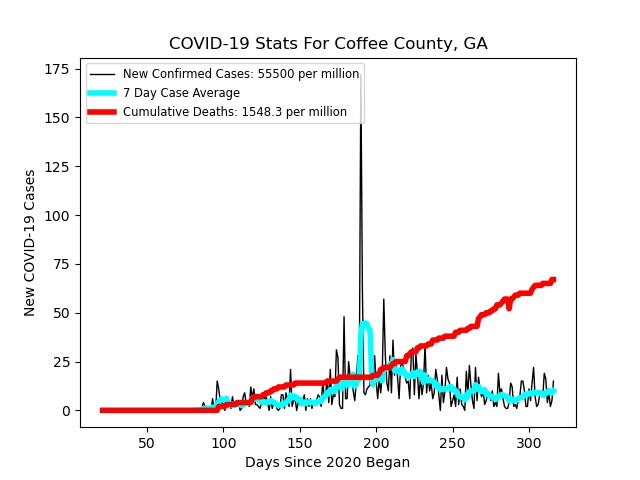 COVID-19 Stats For Coffee County, GA
New Confirmed Cases: 55500 per million
7 Day Case Average
Cumulative Deaths: 1548.3 per million
New COVID-19 Cases
175
150
125
100
75
50
25
0
50 100 150 200 250 300
Days Since 2020 Began